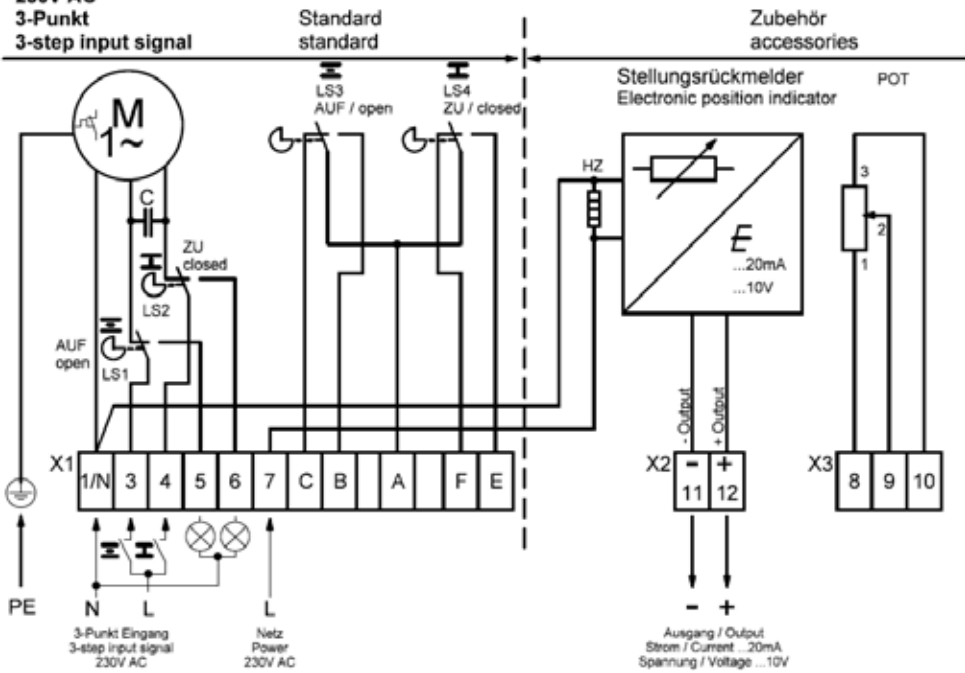 3-Punkt
3-step input signal
Standard
standard
Zubehör
accessories
LS3
AUF / open
LS4
ZU / closed
Stellungsrückmelder
Electronic position indicator
POT
M
1~
C
HZ
3
2
1
E
...20mA
...10V
ZU
closed
LS2
AUF
open
LS1
- Output
+ Output
X1
1/N 3 4 5 6 7 C B A F E
X2
- +
11 12
X3
8 9 10
PE
N L
3-Punkt Eingang
3-step input signal
230V AC
L
Netz
Power
230V AC
- +
Ausgang / Output
Strom / Current ...20mA
Spannung / Voltage ...10V